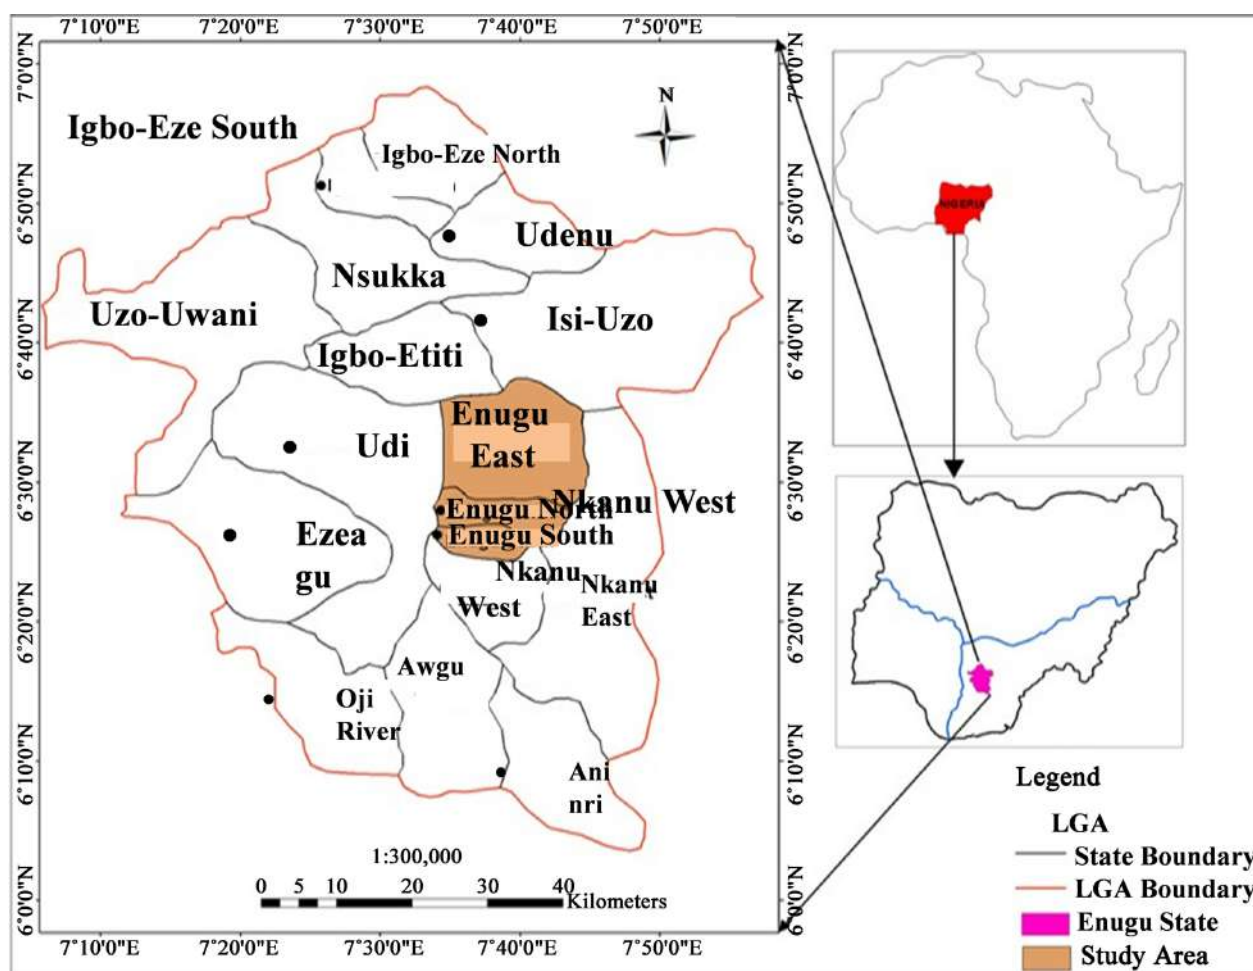 7°10'0"N 7°20'0"N 7°30'0"N 7°40'0"N 7°50'0"N
7°0'0"N
6°50'0"N
6°40'0"N
6°30'0"N
6°20'0"N
6°10'0"N
6°0'0"N
N
Igbo-Eze South
Igbo-Eze North
Udenu
Nsukka
Uzo-Uwani
Isi-Uzo
Igbo-Etiti
Enugu
East
Udi
Nkanu West
Enugu North
Enugu South
Ezea
gu
Nkanu
West
Nkanu
East
Awgu
Oji
River
Ani
nri
1:300,000
0 5 10 20 30 40
Kilometers
7°10'0"E 7°20'0"E 7°30'0"E 7°40'0"E 7°50'0"E
7°0'0"N
6°50'0"N
6°40'0"N
6°30'0"N
6°20'0"N
6°10'0"N
6°0'0"N
NIGERIA
Legend
LGA
State Boundary
LGA Boundary
Enugu State
Study Area